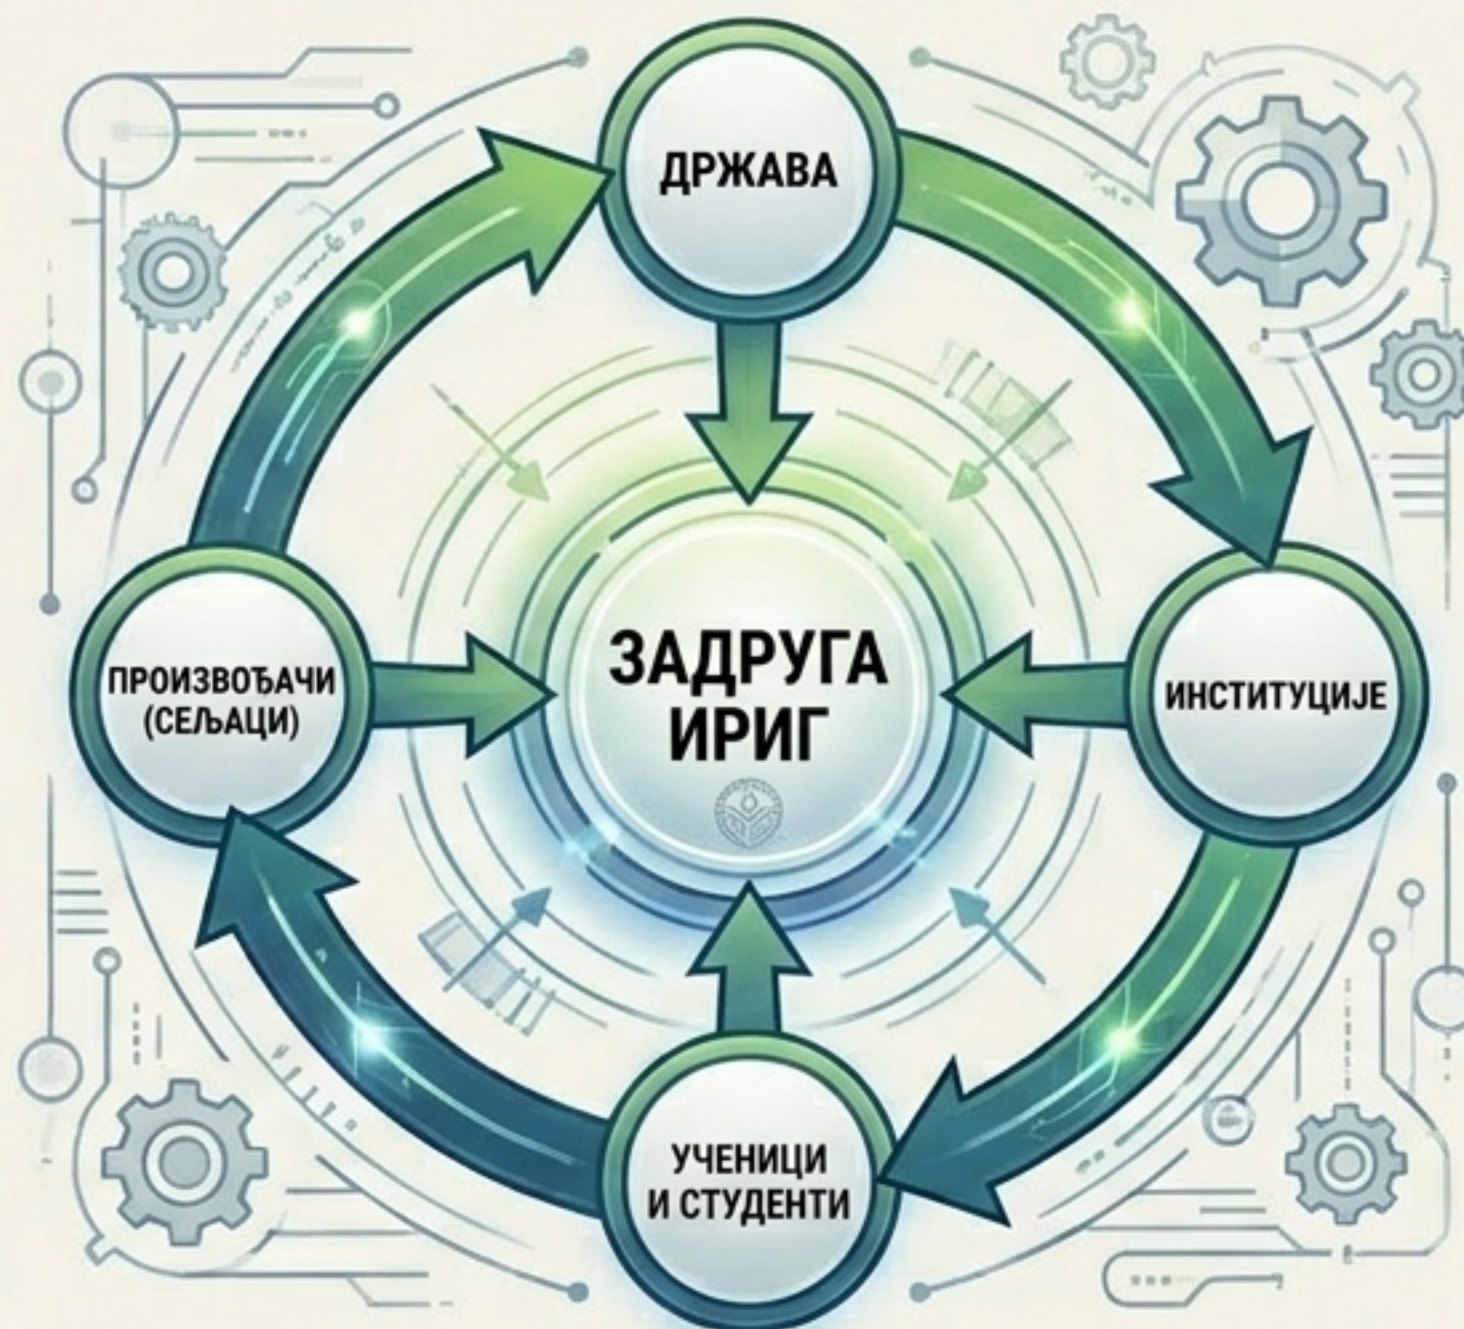 ДРЖАВА
ПРОИЗВОЂАЧИ
(СЕЉАЦИ)
ЗАДРУГА
ИРИГ
ИНСТИТУЦИЈЕ
УЧЕНИЦИ
И СТУДЕНТИ